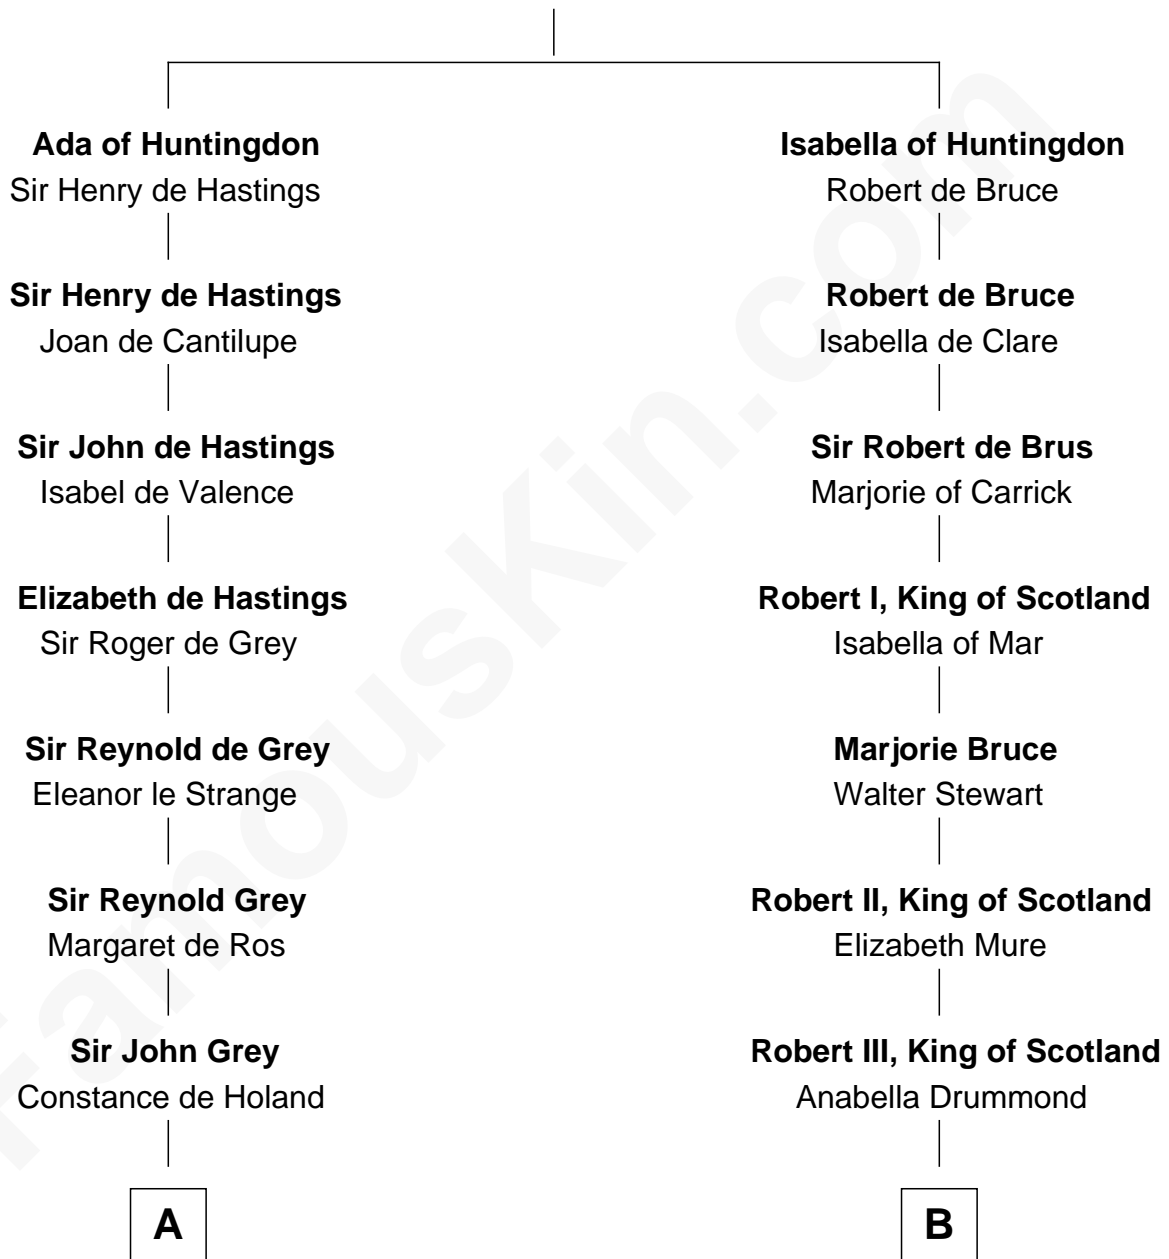 Ada of Huntingdon
Sir Henry de Hastings
Sir Henry de Hastings
Joan de Cantilupe
Sir John de Hastings
Isabel de Valence
Elizabeth de Hastings
Sir Roger de Grey
Sir Reynold de Grey
Eleanor le Strange
Sir Reynold Grey
Margaret de Ros
Sir John Grey
Constance de Holand
A
Isabella of Huntingdon
Robert de Bruce
Robert de Bruce
Isabella de Clare
Sir Robert de Brus
Marjorie of Carrick
Robert I, King of Scotland
Isabella of Mar
Marjorie Bruce
Walter Stewart
Robert II, King of Scotland
Elizabeth Mure
Robert III, King of Scotland
Anabella Drummond
B
FamousKin.com